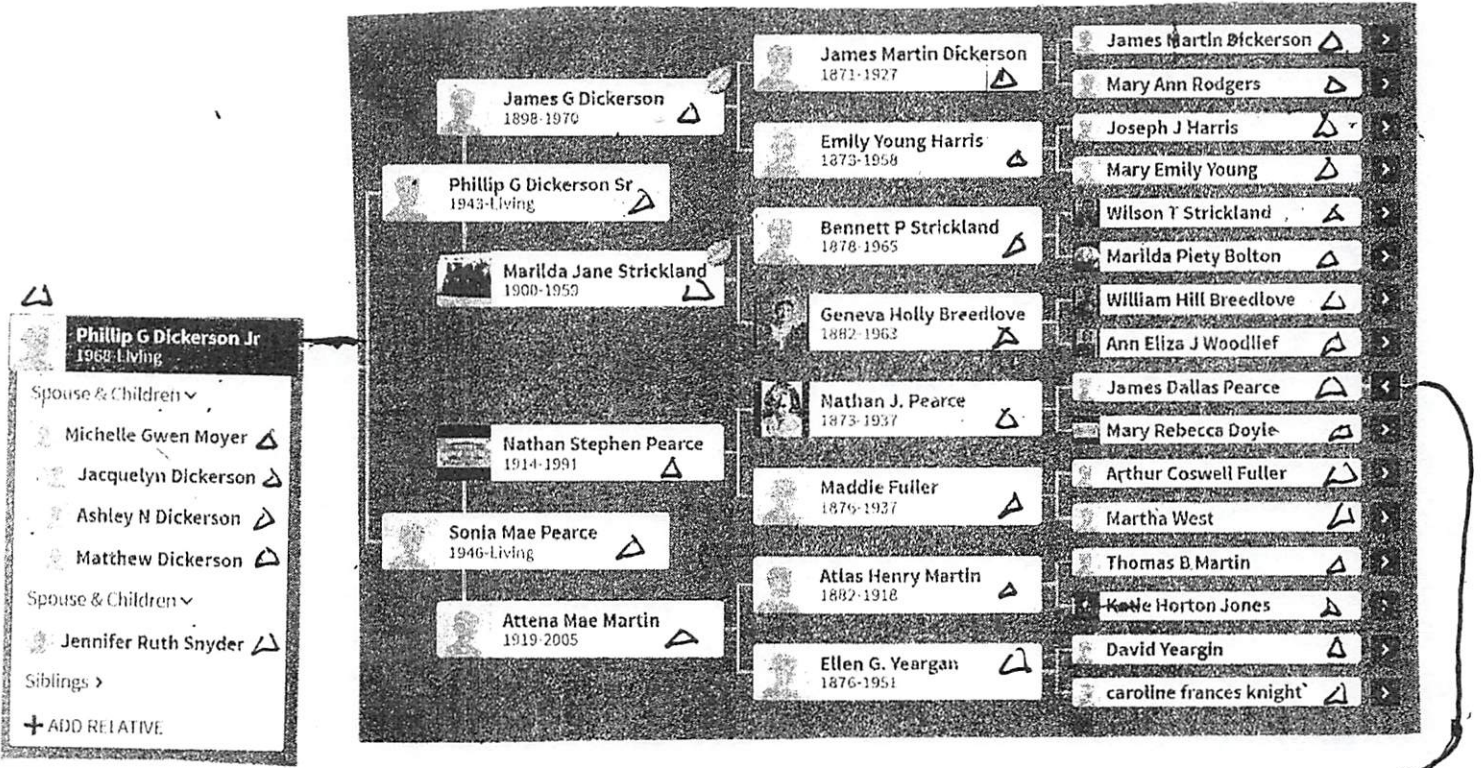 Phillip G Dickerson Jr
1968-Living
Spouse & Children
Michelle Gwen Moyer
Jacquelyn Dickerson
Ashley N Dickerson
Matthew Dickerson
Spouse & Children
Jennifer Ruth Snyder
Siblings
+ ADD RELATIVE
James G Dickerson
1898-1970
Phillip G Dickerson Sr
1943-Living
Marilda Jane Strickland
1900-1959
Nathan Stephen Pearce
1914-1991
Sonia Mae Pearce
1946-Living
Attena Mae Martin
1919-2005
James Martin Dickerson
1871-1927
Emily Young Harris
1873-1958
Bennett P Strickland
1878-1965
Geneva Holly Breedlove
1882-1963
Nathan J. Pearce
1873-1937
Maddie Fuller
1876-1937
Atlas Henry Martin
1882-1918
Ellen G. Yeargan
1876-1951
James Martin Dickerson
Mary Ann Rodgers
Joseph J Harris
Mary Emily Young
Wilson T Strickland
Marilda Piety Bolton
William Hill Breedlove
Ann Eliza J Woodlief
James Dallas Pearce
Mary Rebecca Doyle
Arthur Coswell Fuller
Martha West
Thomas B Martin
Katie Horton Jones
David Yeargin
caroline frances knight